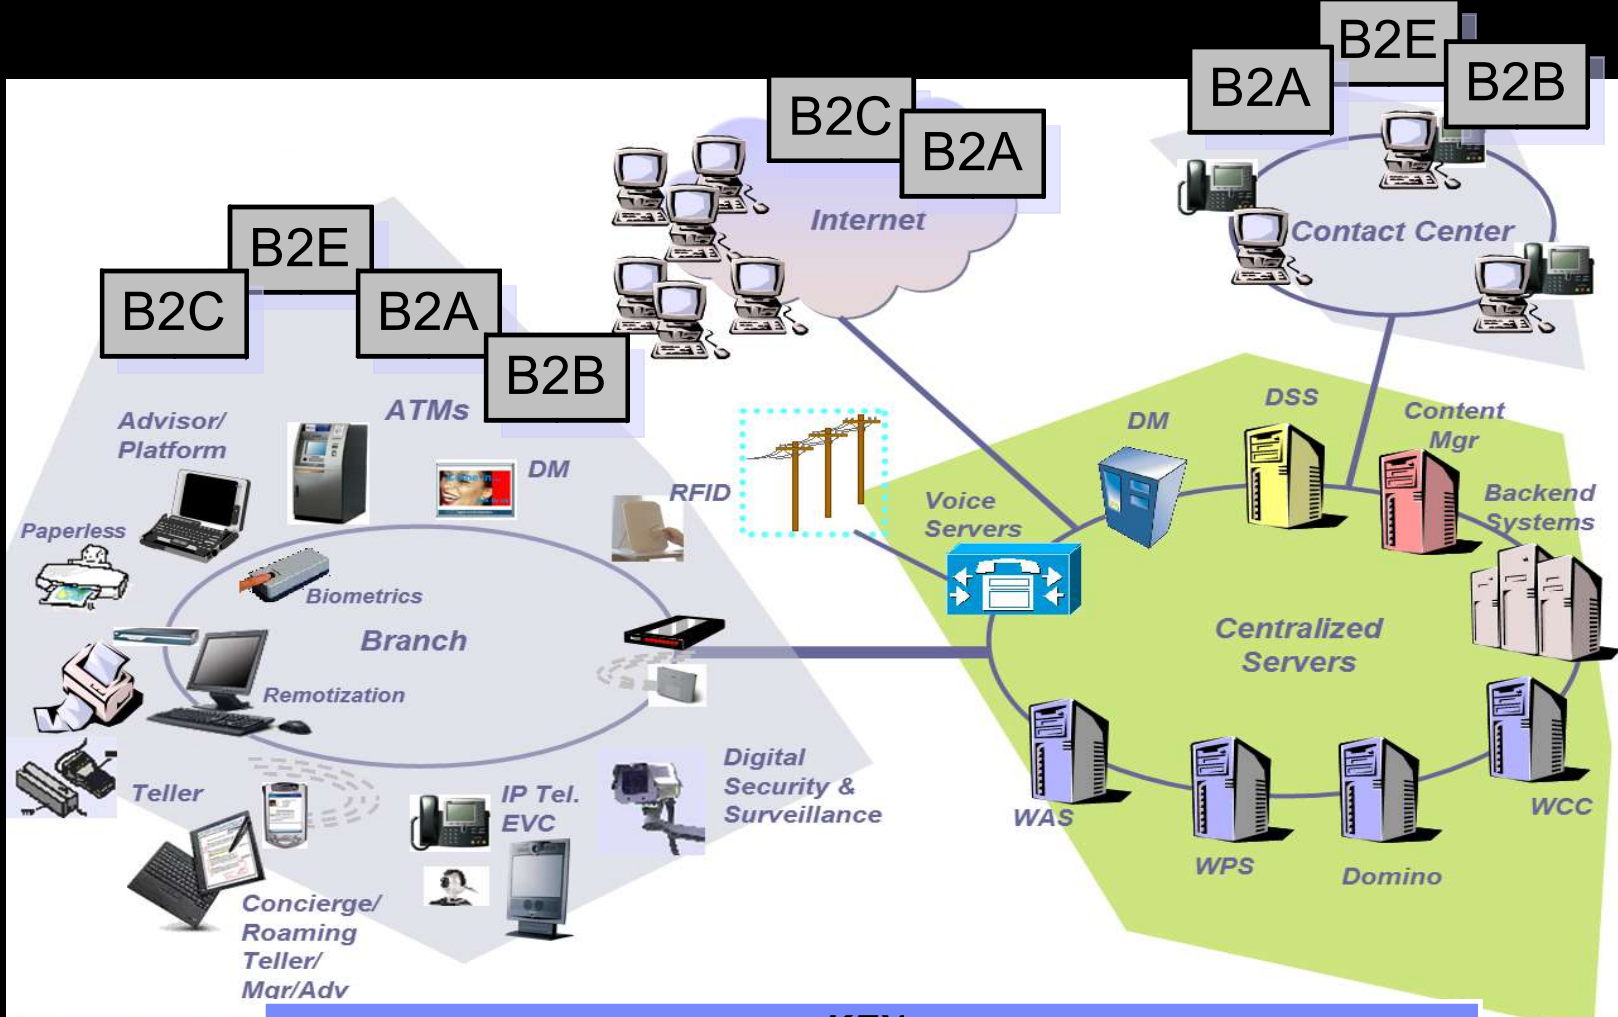 B2E
B2A
B2B
B2C
B2A
Internet
Contact Center
B2E
B2C
B2A
B2B
ATMs
Advisor/
Platform
DM
RFID
Paperless
Biometrics
Branch
Remotization
Teller
IP Tel.
EVC
Digital
Security &
Surveillance
Concierge/
Roaming
Teller/
Mgr/Adv
DM
DSS
Content
Mgr
Voice
Servers
Backend
Systems
Centralized
Servers
WAS
WPS
Domino
WCC
KEY